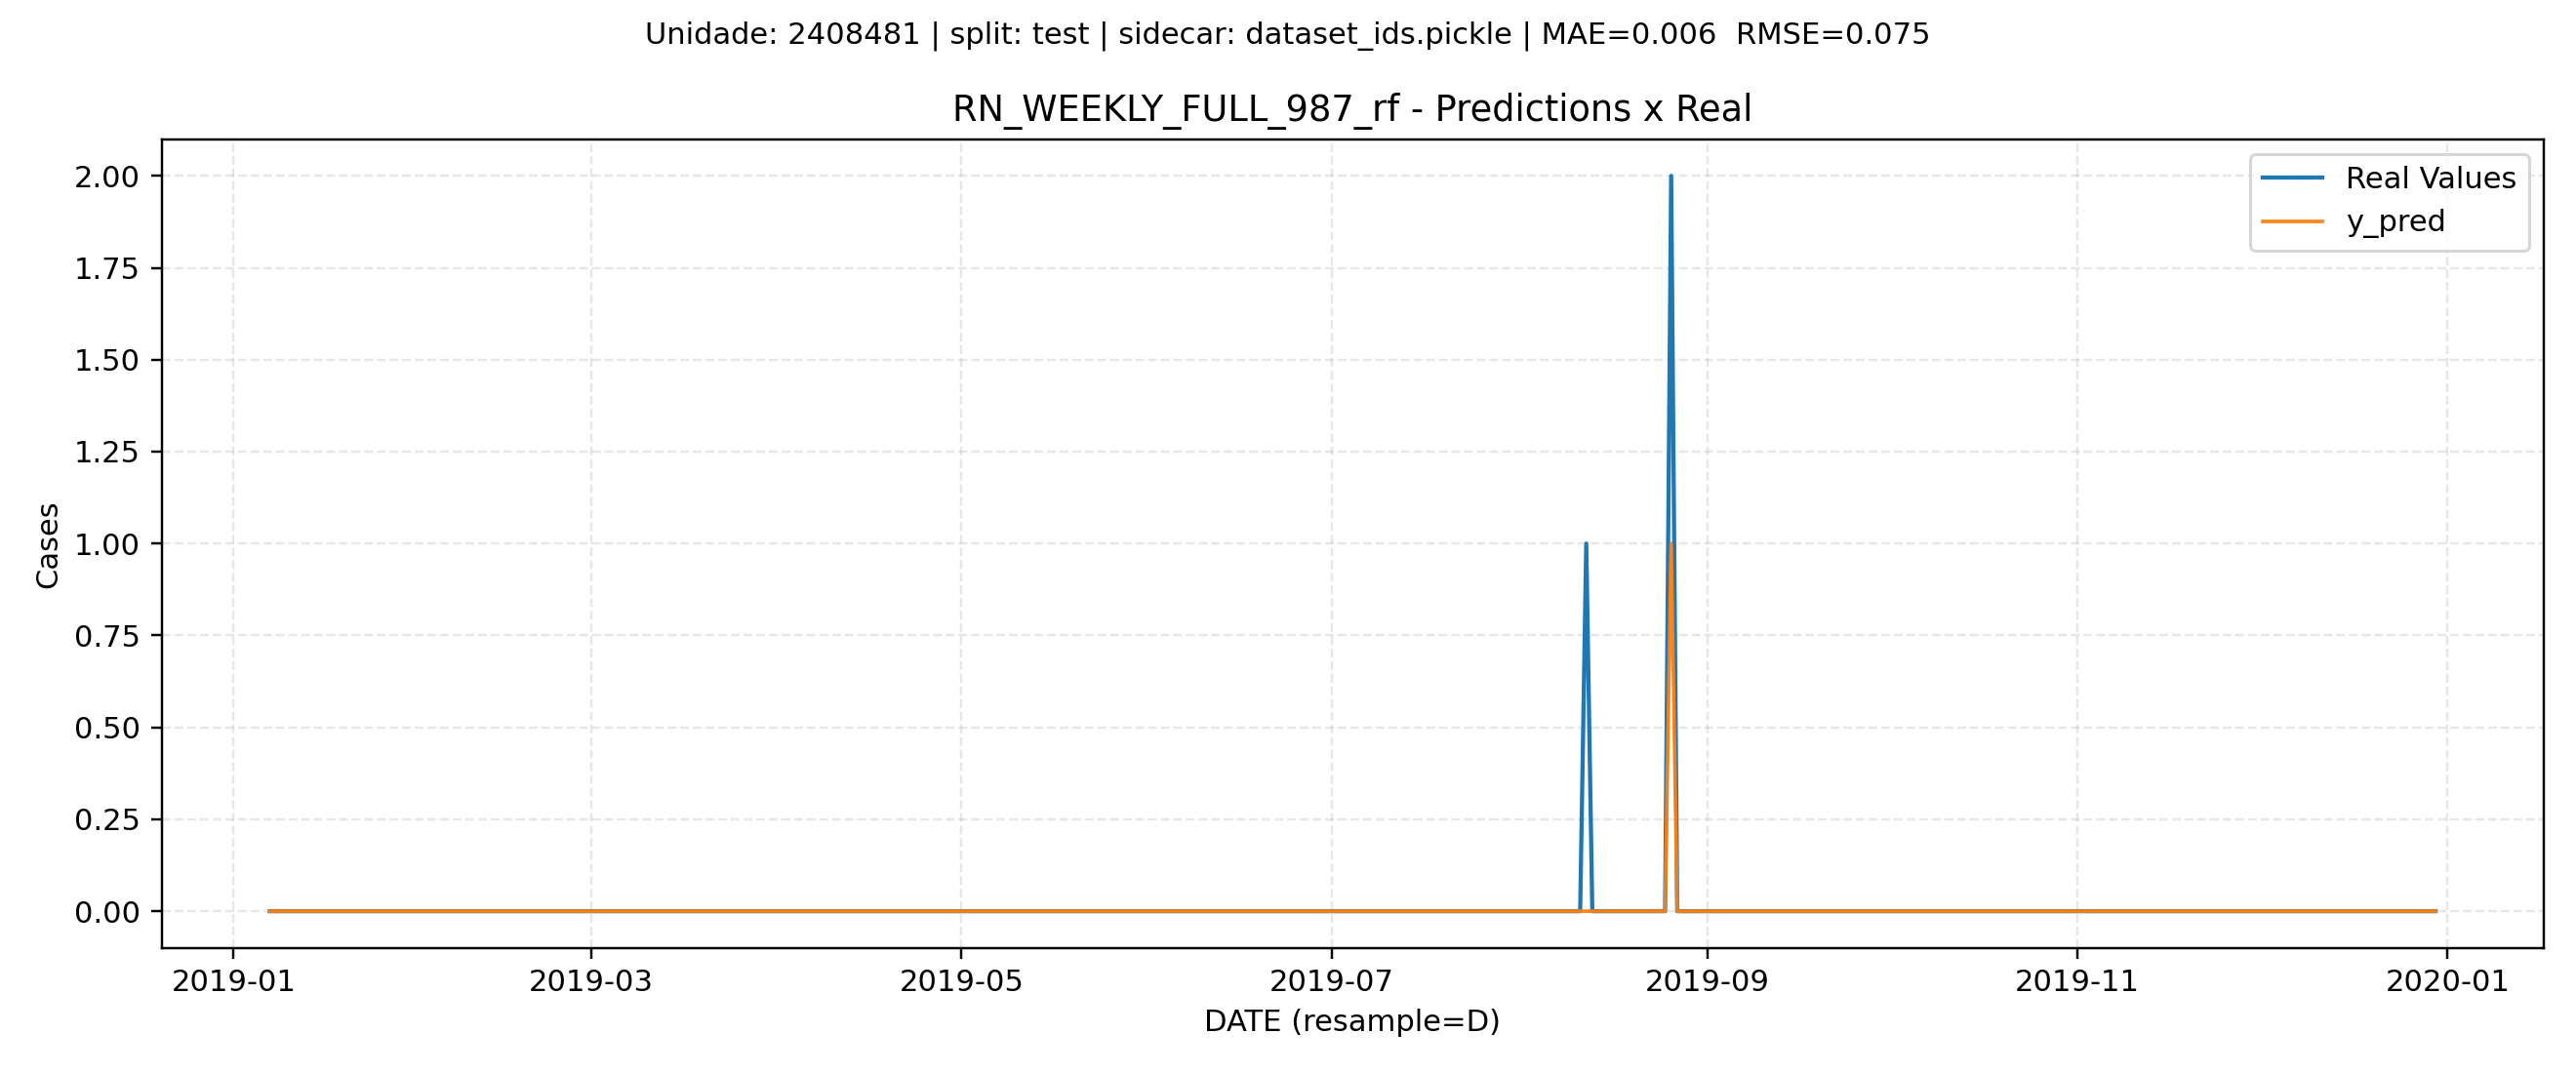 Unidade: 2408481 | split: test | sidecar: dataset_ids.pickle | MAE=0.006  RMSE=0.075
RN_WEEKLY_FULL_987_rf - Predictions x Real
Real Values
y_pred
2.00
1.75
1.50
1.25
1.00
0.75
0.50
0.25
0.00
Cases
2019-01
2019-03
2019-05
2019-07
2019-09
2019-11
2020-01
DATE (resample=D)